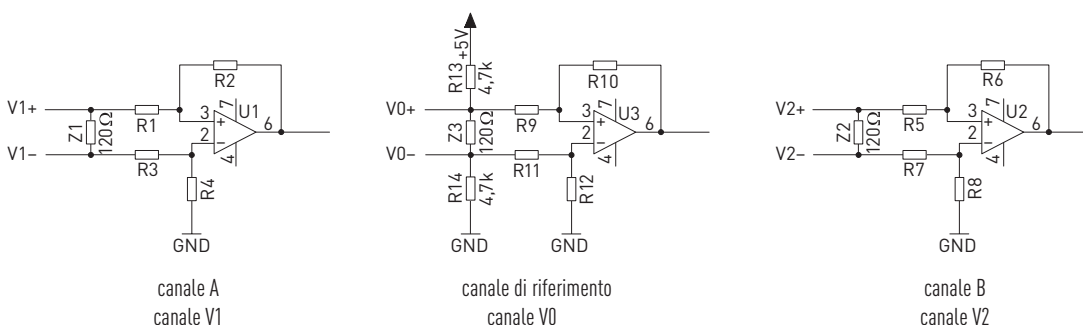 R2
V1+
R1
3
7
U1
6
Z1
120Ω
2
4
V1−
R3
R4
GND
canale A
canale V1
+5V
R13
4,7k
R10
V0+
R9
3
7
U3
6
Z3
120Ω
2
4
V0−
R11
R14
4,7k
R12
GND
GND
canale di riferimento
canale V0
R6
V2+
R5
3
7
U2
6
Z2
120Ω
2
4
V2−
R7
R8
GND
canale B
canale V2